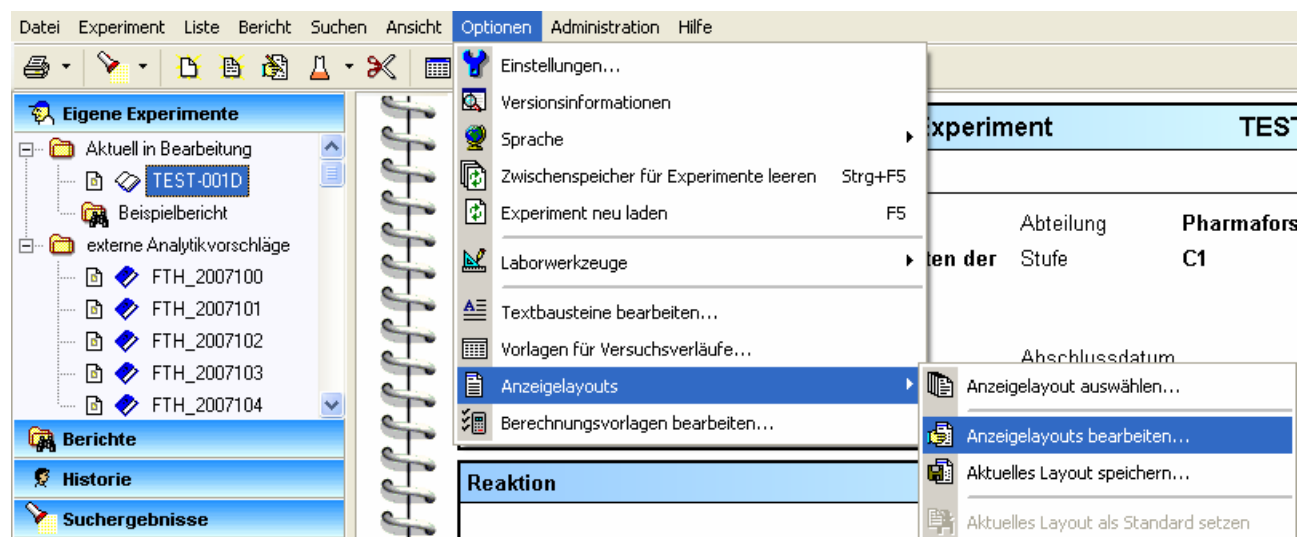 Datei Experiment Liste Bericht Suchen Ansicht Optionen Administration Hilfe
Eigene Experimente
Aktuell in Bearbeitung
TEST-001D
Beispielbericht
externe Analytikvorschläge
FTH_2007100
FTH_2007101
FTH_2007102
FTH_2007103
FTH_2007104
Berichte
Historie
Suchergebnisse
Einstellungen...
Versionsinformationen
Sprache
Zwischenspeicher für Experimente leeren Strg+F5
Experiment neu laden F5
Laborwerkzeuge
Textbausteine bearbeiten...
Vorlagen für Versuchsverläufe...
Anzeigelayouts
Berechnungsvorlagen bearbeiten...
Experiment TEST
Abteilung Pharmafors
ten der Stufe C1
Abschlussdatum
Anzeigelayout auswählen...
Anzeigelayouts bearbeiten...
Aktuelles Layout speichern...
Aktuelles Layout als Standard setzen
Reaktion